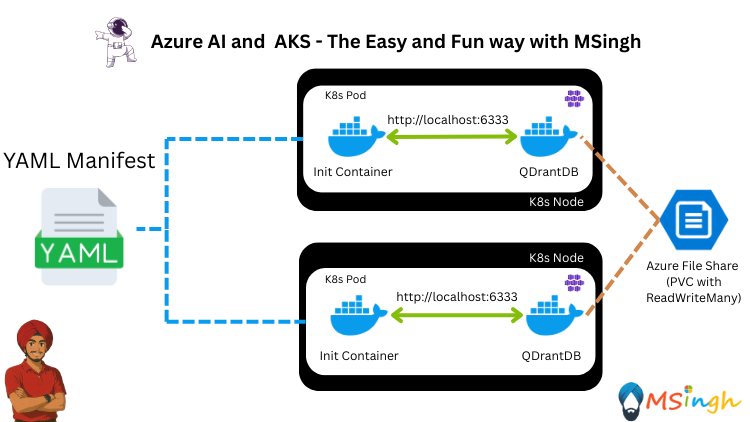 Azure AI and  AKS - The Easy and Fun way with MSingh
K8s Pod
http://localhost:6333
Init Container
QDrantDB
K8s Node
YAML Manifest
YAML
Azure File Share
(PVC with
ReadWriteMany)
K8s Node
K8s Pod
http://localhost:6333
Init Container
QDrantDB
MSingh